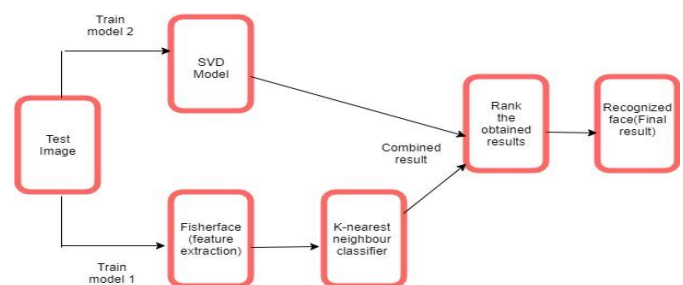 Train
model 2
SVD
Model
Test
Image
Rank
the
obtained
results
Recognized
face(Final
result)
Combined
result
Fisherface
(feature
extraction)
K-nearest
neighbour
classifier
Train
model 1